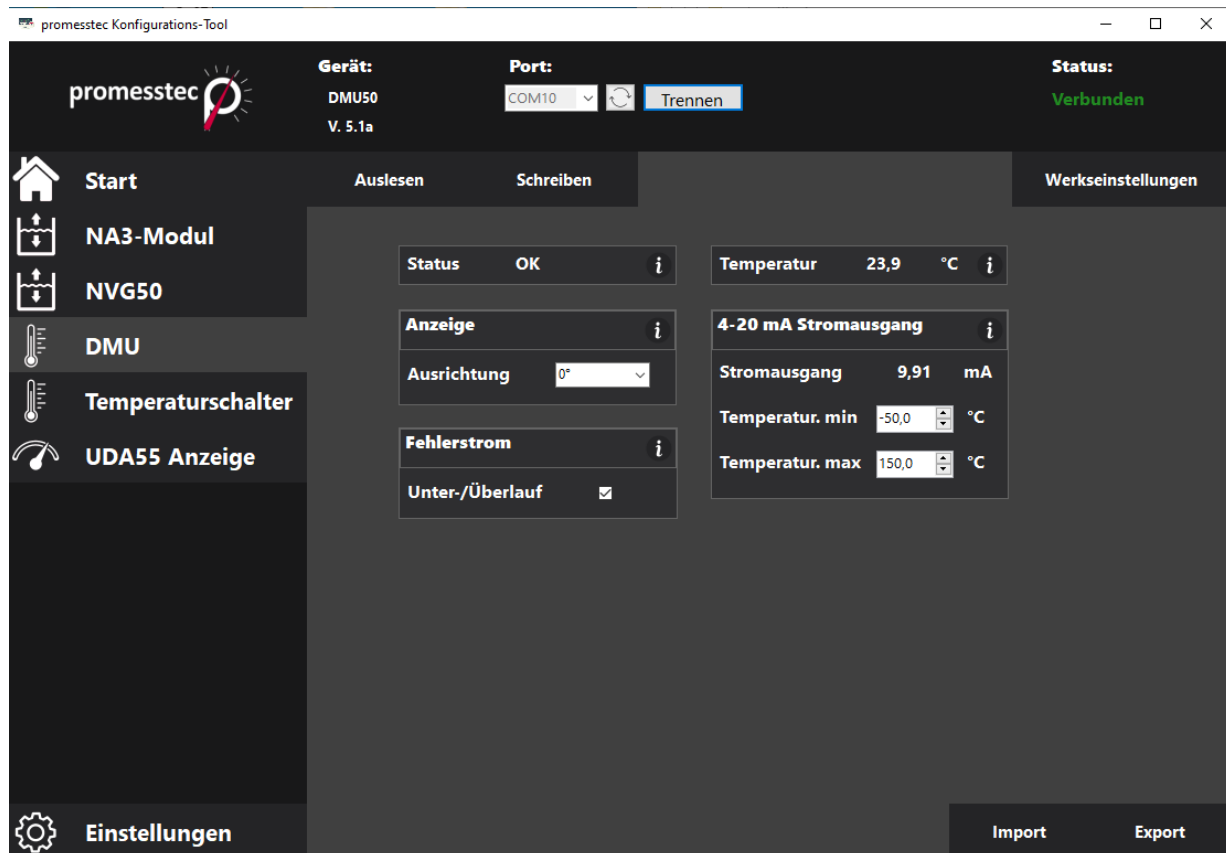 promesstec Konfigurations-Tool
promesstec
Gerät: Port: Status:
DMU50 COM10 Trennen Verbunden
V. 5.1a
Start
NA3-Modul
NVG50
DMU
Temperaturschalter
UDA55 Anzeige
Einstellungen
Auslesen Schreiben Werkseinstellungen
Status OK i
Temperatur 23,9 °C i
Anzeige i
Ausrichtung 0°
Fehlerstrom i
Unter-/Überlauf
4-20 mA Stromausgang i
Stromausgang 9,91 mA
Temperatur. min -50,0 °C
Temperatur. max 150,0 °C
Import Export